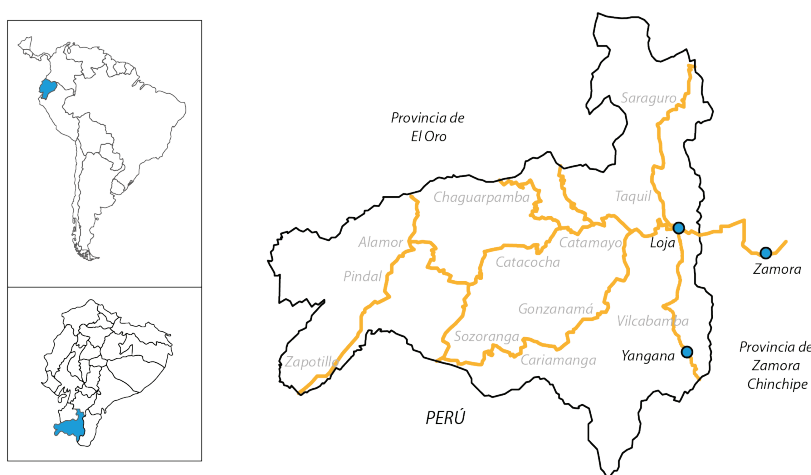 Saraguro
Provincia de
El Oro
Chaguarpamba
Taquil
Alamor
Catamayo
Loja
Catacocha
Zamora
Pindal
Gonzanamá
Vilcabamba
Sozoranga
Zapotillo
Cariamanga
Yangana
Provincia de
Zamora
Chinchipe
PERÚ